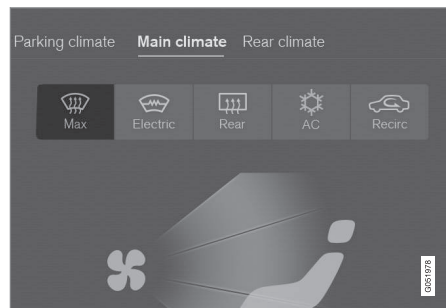 Parking climate Main climate Rear climate
Max Electric Rear AC Recirc
G051978